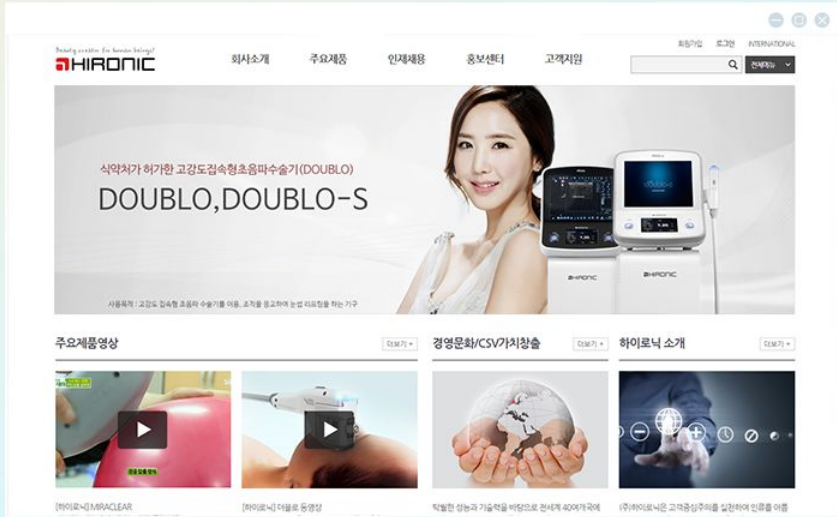 Beauty creator for human beings!
HIRONIC
회사소개 주요제품 인재채용 홍보센터 고객지원
회원가입 로그인 INTERNATIONAL
전체메뉴
식약처가 허가한 고강도집속형초음파수술기(DOUBLO)
DOUBLO,DOUBLO-S
사용목적 : 고강도 집속형 초음파 수술기를 이용, 조직을 응고하여 눈썹 리프팅을 하는 기구
doublo-s
HIRONIC HIRONIC
주요제품영상 더보기 +
경영문화/CSV가치창출 더보기 +
하이로닉 소개 더보기 +
[하이로닉] MIRACLEAR
[하이로닉] 더블로 동영상
탁월한 성능과 기술력을 바탕으로 전세계 40여개국에
(주)하이로닉은 고객중심주의를 실천하여 인류를 아름